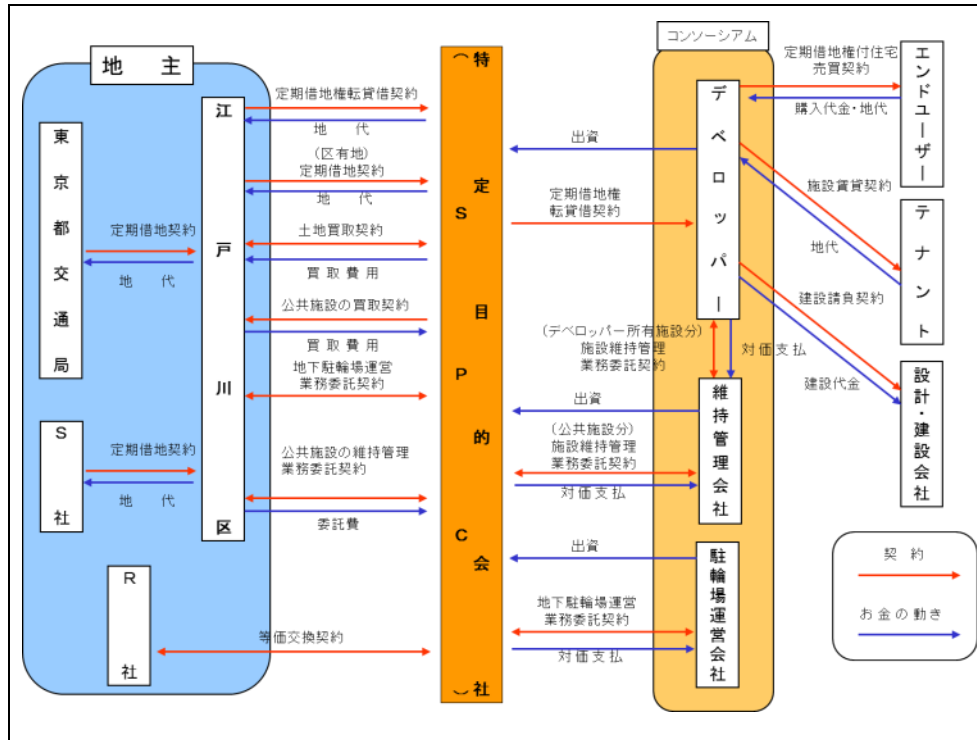 地　主
東京都交通局
S社
R社
江戸川区
定期借地契約
地　代
定期借地契約
地　代
定期借地権転貸借契約
地　代
(区有地)
定期借地契約
地　代
土地買取契約
買取費用
公共施設の買取契約
買取費用
地下駐輪場運営
業務委託契約
公共施設の維持管理
業務委託契約
委託費
等価交換契約
(特定目的会社)
SPC
コンソーシアム
出資
定期借地権
転貸借契約
デベロッパー
(デベロッパー所有施設分)
施設維持管理
業務委託契約
対価支払
出資
(公共施設分)
施設維持管理
業務委託契約
対価支払
維持管理会社
出資
地下駐輪場運営
業務委託契約
対価支払
駐輪場運営会社
定期借地権付住宅
売買契約
購入代金・地代
エンドユーザー
施設賃貸契約
地代
テナント
建設請負契約
建設代金
設計・建設会社
契　約
お金の動き